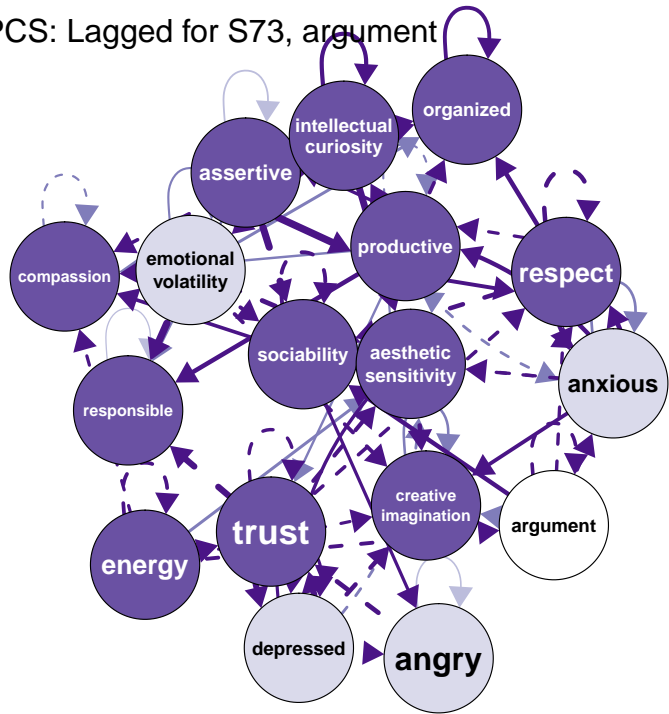 PCS: Lagged for S73, argument
organized
intellectual
curiosity
assertive
productive
emotional
volatility
compassion
respect
sociability
aesthetic
sensitivity
anxious
responsible
creative
imagination
argument
trust
energy
depressed
angry